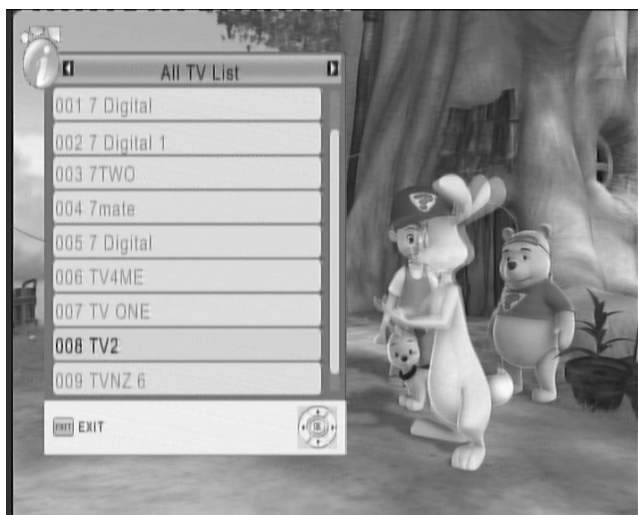 All TV List
001 7 Digital
002 7 Digital 1
003 7TWO
004 7mate
005 7 Digital
006 TV4ME
007 TV ONE
008 TV2
009 TVNZ 6
EXIT EXIT
OK